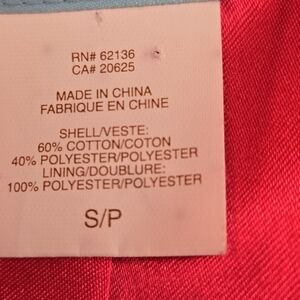 RN# 62136
CA# 20625
MADE IN CHINA
FABRIQUE EN CHINE
SHELL/VESTE:
60% COTTON/COTON
40% POLYESTER/POLYESTER
LINING/DOUBLURE:
100% POLYESTER/POLYESTER
S/P